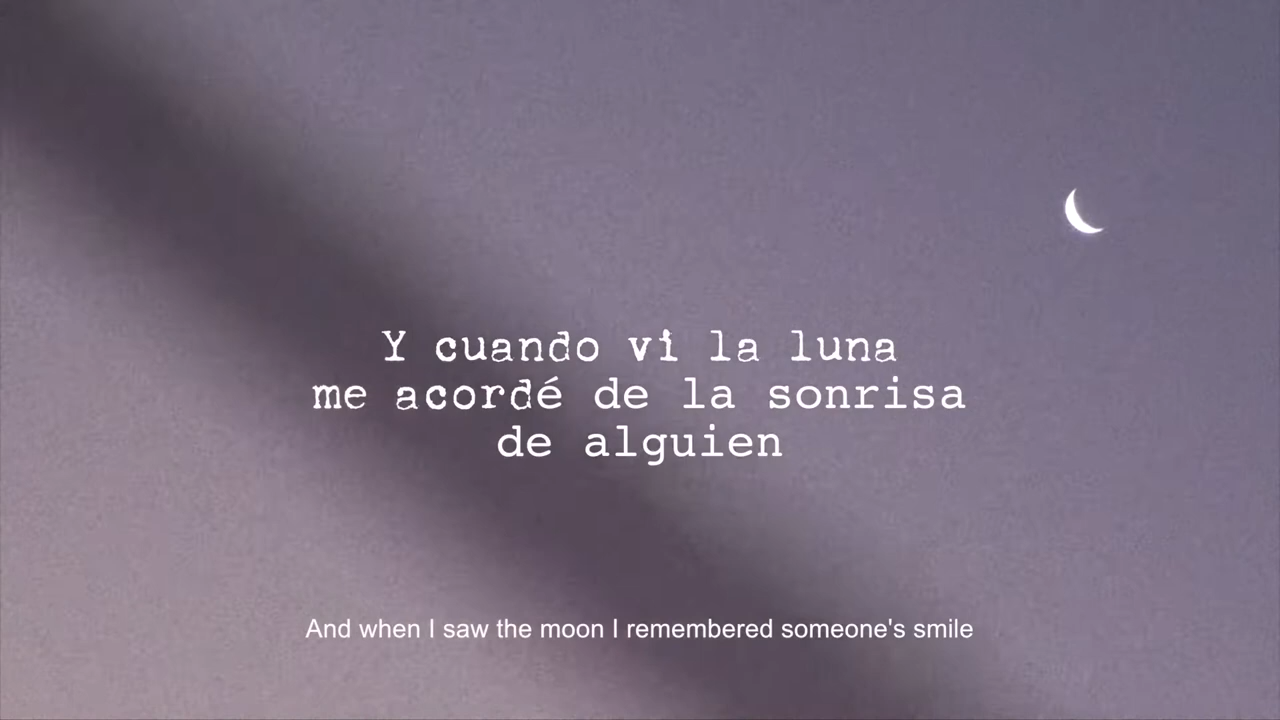 Y cuando vi la luna
me acordé de la sonrisa
de alguien
And when I saw the moon I remembered someone's smile